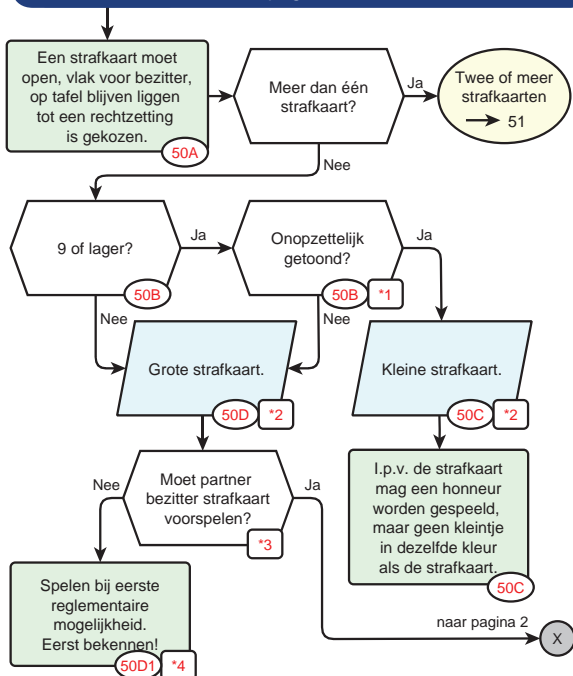 Een strafkaart moet
open, vlak voor bezitter,
op tafel blijven liggen
tot een rechtzetting
is gekozen.
50A
Meer dan één
strafkaart?
Ja
Twee of meer
strafkaarten
51
Nee
9 of lager?
50B
Ja
Onopzettelijk
getoond?
50B
*1
Ja
Nee
Nee
Grote strafkaart.
50D
*2
Kleine strafkaart.
50C
*2
Nee
Moet partner
bezitter strafkaart
voorspelen?
*3
Ja
I.p.v. de strafkaart
mag een honneur
worden gespeeld,
maar geen kleintje
in dezelfde kleur
als de strafkaart.
50C
Spelen bij eerste
reglementaire
mogelijkheid.
Eerst bekennen!
50D1
*4
naar pagina 2
X